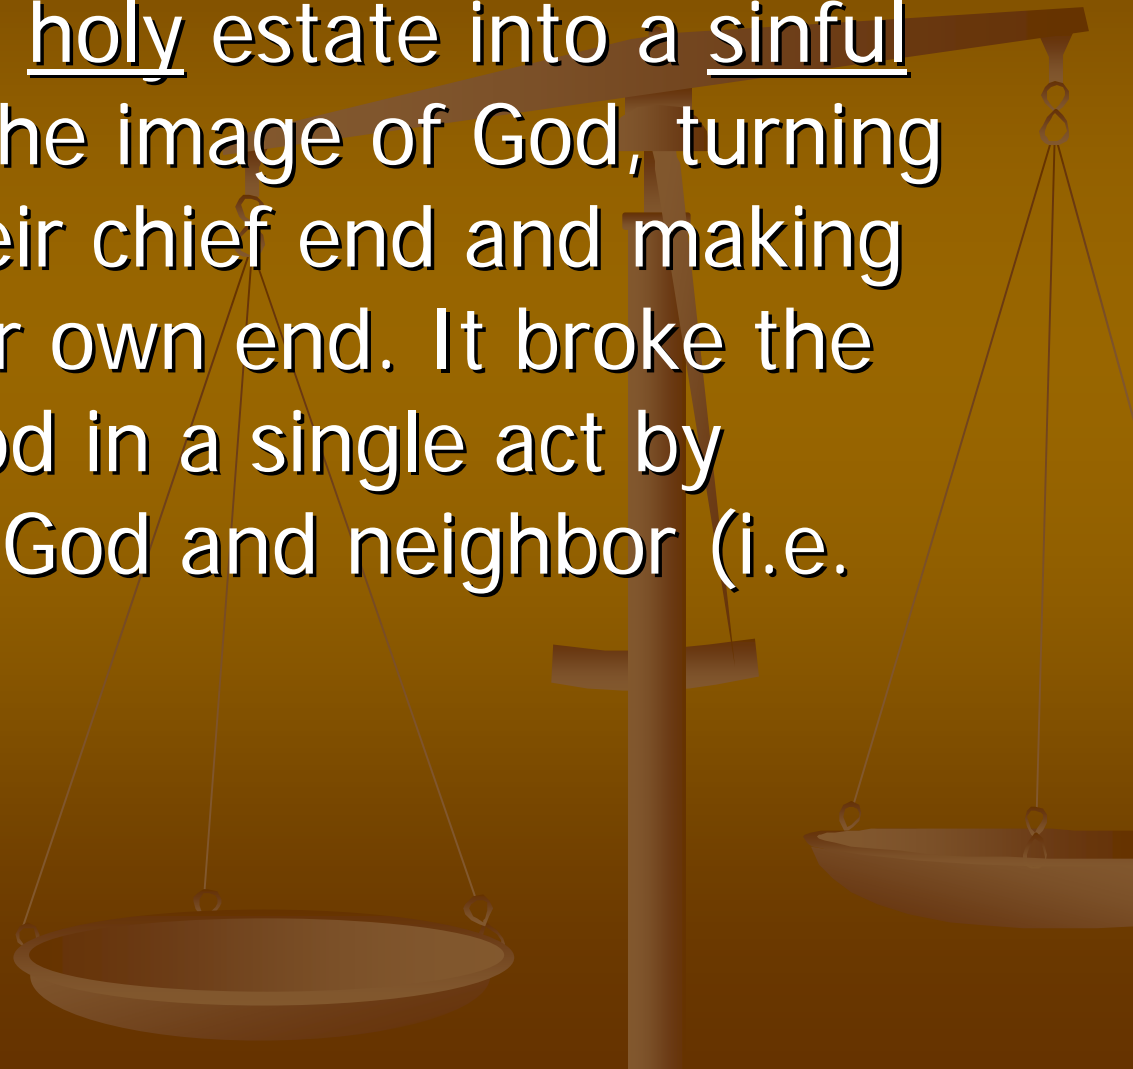 holy estate into a sinful
he image of God, turning
eir chief end and making
r own end. It broke the
od in a single act by
God and neighbor (i.e.